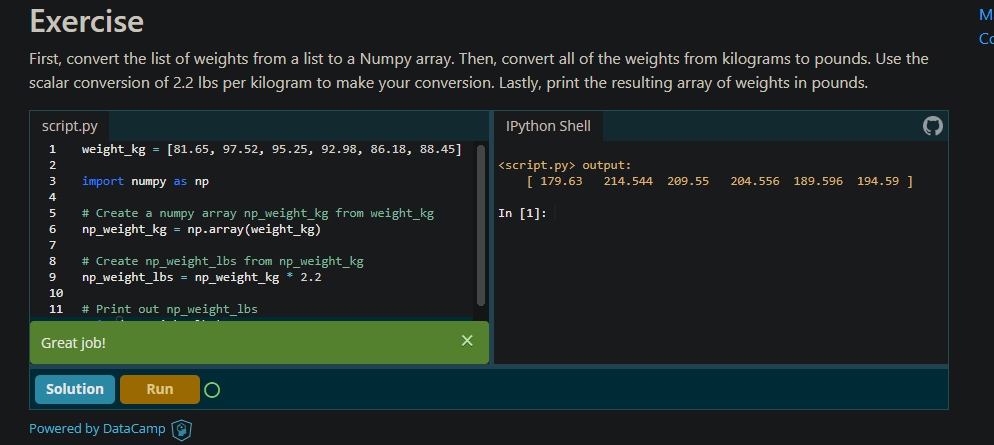 Exercise
M
First, convert the list of weights from a list to a Numpy array. Then, convert all of the weights from kilograms to pounds. Use the
Co
scalar conversion of 2.2 lbs per kilogram to make your conversion. Lastly, print the resulting array of weights in pounds.
script.py
1 weight_kg = [81.65, 97.52, 95.25, 92.98, 86.18, 88.45]
2
3 import numpy as np
4
5 # Create a numpy array np_weight_kg from weight_kg
6 np_weight_kg = np.array(weight_kg)
7
8 # Create np_weight_lbs from np_weight_kg
9 np_weight_lbs = np_weight_kg * 2.2
10
11 # Print out np_weight_lbs
Great job!
IPython Shell
<script.py> output:
[ 179.63 214.544 209.55 204.556 189.596 194.59 ]
In [1]:
Solution
Run
Powered by DataCamp